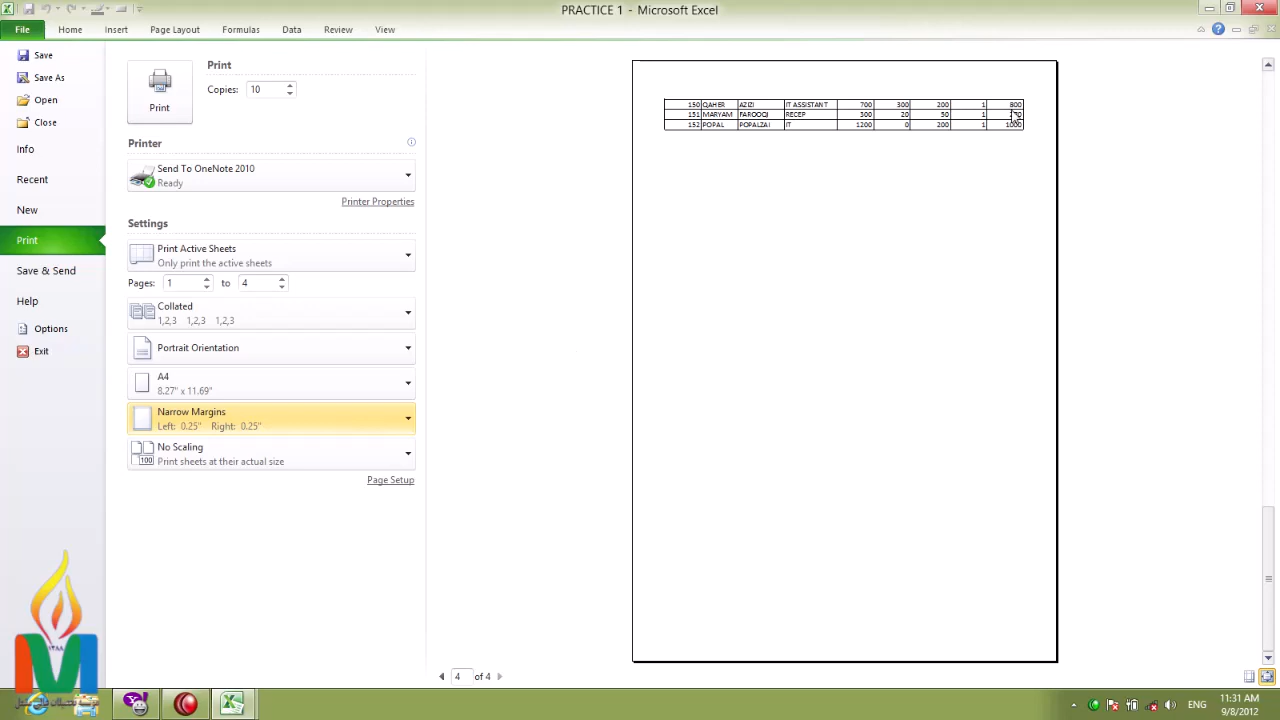 PRACTICE 1 - Microsoft Excel
File Home Insert Page Layout Formulas Data Review View
Save
Save As
Open
Close
Info
Recent
New
Print
Save & Send
Help
Options
Exit
Print
Print
Copies: 10
Printer
Send To OneNote 2010
Ready
Printer Properties
Settings
Print Active Sheets
Only print the active sheets
Pages: 1 to 4
Collated
1,2,3 1,2,3 1,2,3
Portrait Orientation
A4
8.27" x 11.69"
Narrow Margins
Left: 0.25" Right: 0.25"
No Scaling
100
Print sheets at their actual size
Page Setup
150 QAHER AZIZI IT ASSISTANT 700 300 200 1 800
151 MARYAM FAROOQI RECEP 300 20 50 1
152 POPAL POPALZAI IT 1200 0 200 1 1000
4 of 4
ENG
11:31 AM
9/8/2012